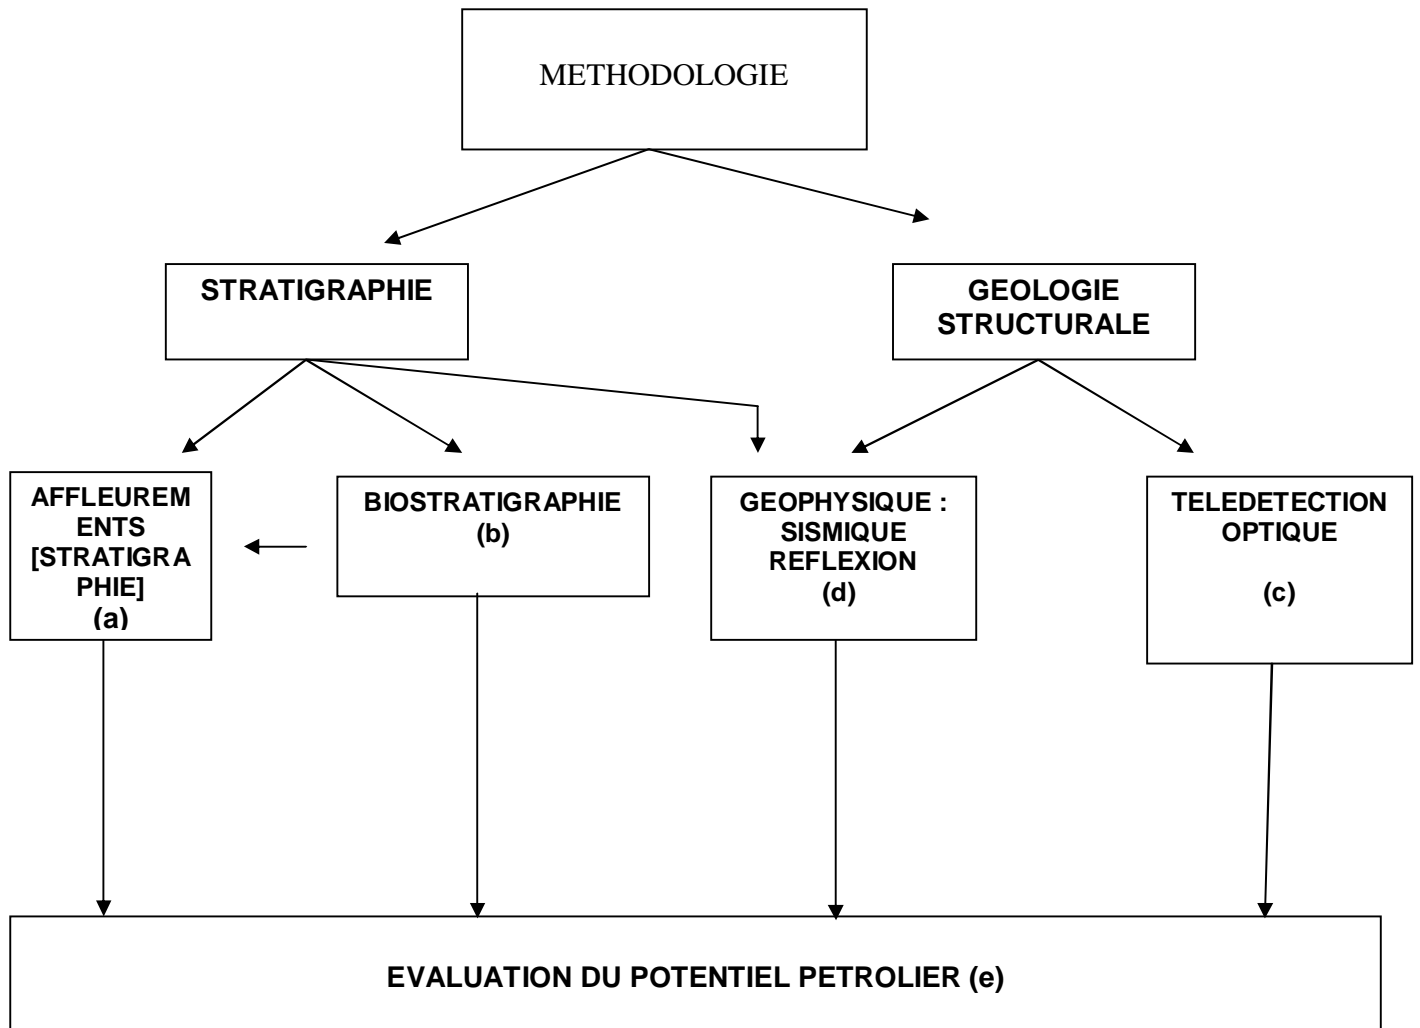 METHODOLOGIE
STRATIGRAPHIE
GEOLOGIE
STRUCTURALE
AFFLEUREM
ENTS
[STRATIGRA
PHIE]
(a)
BIOSTRATIGRAPHIE
(b)
GEOPHYSIQUE :
SISMIQUE
REFLEXION
(d)
TELEDETECTION
OPTIQUE
(c)
EVALUATION DU POTENTIEL PETROLIER (e)